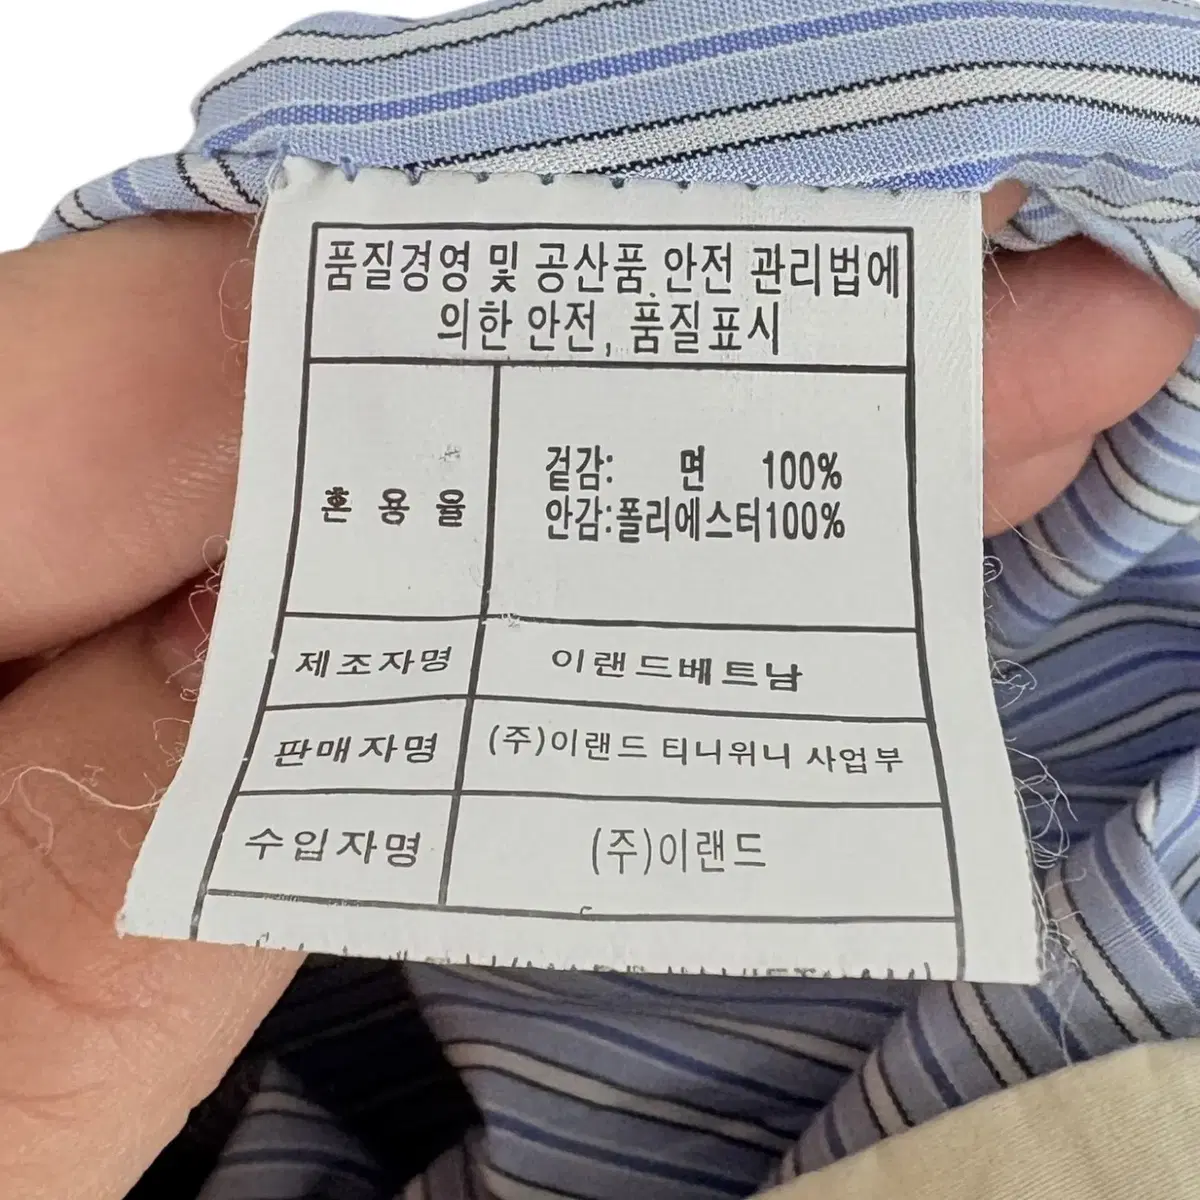 품질경영 및 공산품 안전 관리법에
의한 안전, 품질표시
혼 용 율
겉감: 면 100%
안감:폴리에스터100%
제조자명 이랜드베트남
판매자명 (주)이랜드 티니위니 사업부
수입자명 (주)이랜드